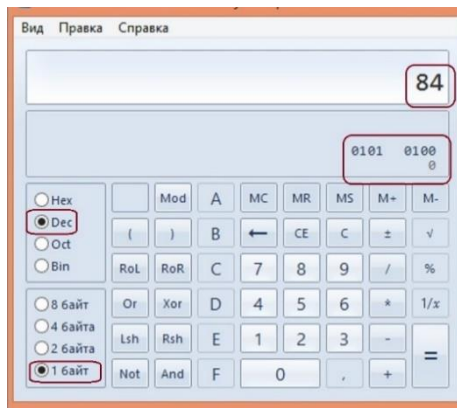 Вид Правка Справка
84
0101 0100
0
Hex Mod A MC MR MS M+ M-
Dec ( ) B ← CE C ± √
Oct
Bin RoL RoR C 7 8 9 / %
8 байт Or Xor D 4 5 6 * 1/x
4 байта Lsh Rsh E 1 2 3 - =
2 байта
1 байт Not And F 0 , +